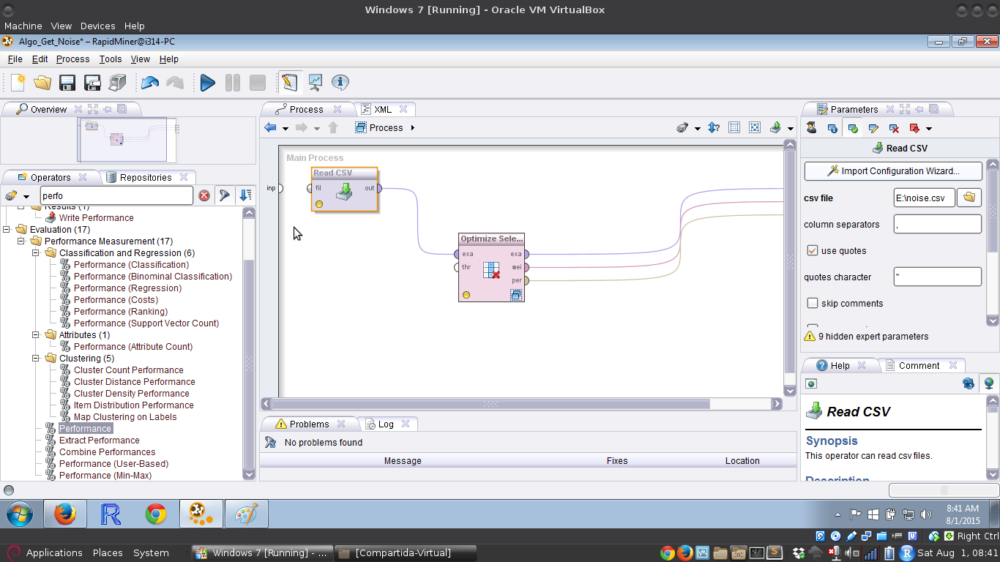 Windows 7 [Running] - Oracle VM VirtualBox
Machine View Devices Help
Algo_Get_Noise* – RapidMiner@i314-PC
File Edit Process Tools View Help
Overview
Operators Repositories
perfo
Results (1)
Write Performance
Evaluation (17)
Performance Measurement (17)
Classification and Regression (6)
Performance (Classification)
Performance (Binominal Classification)
Performance (Regression)
Performance (Costs)
Performance (Ranking)
Performance (Support Vector Count)
Attributes (1)
Performance (Attribute Count)
Clustering (5)
Cluster Count Performance
Cluster Distance Performance
Cluster Density Performance
Item Distribution Performance
Map Clustering on Labels
Performance
Extract Performance
Combine Performances
Performance (User-Based)
Performance (Min-Max)
Process XML
Process
Main Process
inp
Read CSV
fil out
Optimize Sele...
exa exa
thr wei
per
Problems Log
No problems found
Message Fixes Location
Parameters
Read CSV
Import Configuration Wizard...
csv file E:\noise.csv
column separators ,
use quotes
quotes character "
skip comments
9 hidden expert parameters
Help Comment
Read CSV
Synopsis
This operator can read csv files.
Description
8:41 AM
8/1/2015
Right Ctrl
Applications Places System Windows 7 [Running] - ... [Compartida-Virtual] Sat Aug 1, 08:41